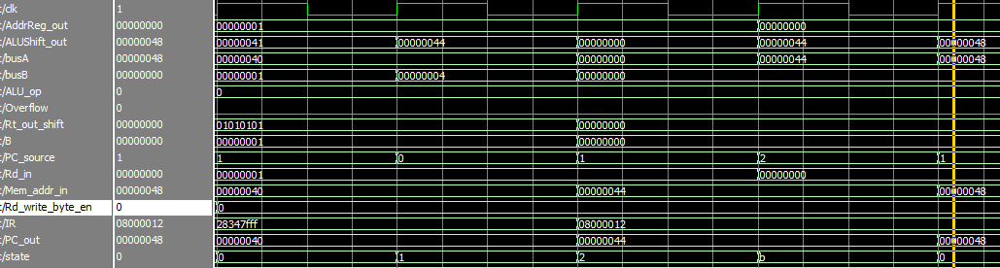 t/clk 1
t/AddrReg_out 00000000 00000001 00000000
t/ALUShift_out 00000048 00000041 00000044 00000000 00000044 00000048
t/busA 00000048 00000040 00000000 00000044 00000048
t/busB 00000000 00000001 00000004 00000000
t/ALU_op 0 0
t/Overflow 0
t/Rt_out_shift 00000000 01010101 00000000
t/B 00000000 00000001 00000000
t/PC_source 1 1 0 1 2 1
t/Rd_in 00000000 00000001 00000000
t/Mem_addr_in 00000048 00000040 00000044 00000048
t/Rd_write_byte_en 0 0
t/IR 08000012 28347fff 08000012
t/PC_out 00000048 00000040 00000044 00000048
t/state 0 0 1 2 b 0